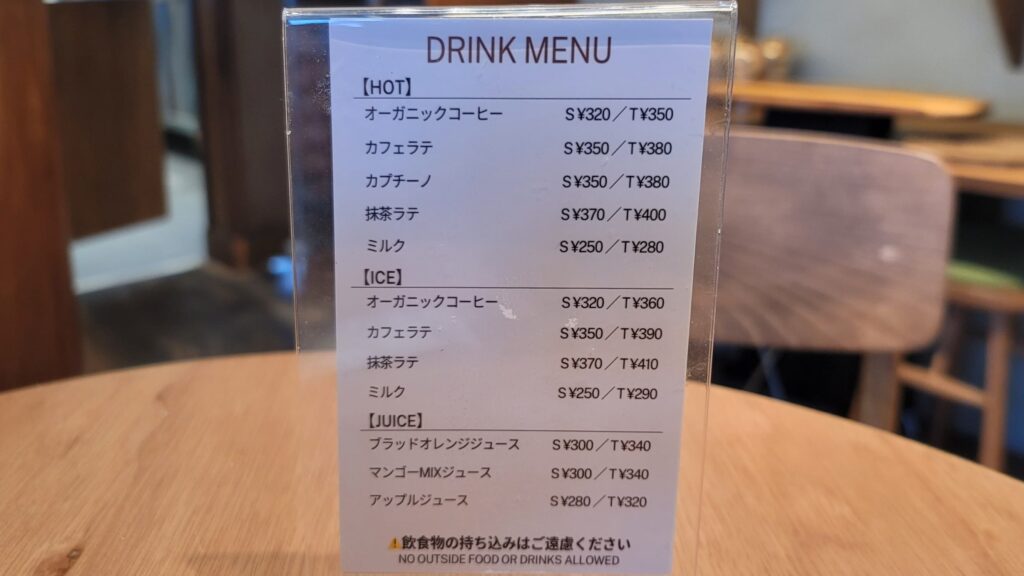 DRINK MENU
【HOT】
オーガニックコーヒー S¥320／T¥350
カフェラテ S¥350／T¥380
カプチーノ S¥350／T¥380
抹茶ラテ S¥370／T¥400
ミルク S¥250／T¥280
【ICE】
オーガニックコーヒー S¥320／T¥360
カフェラテ S¥350／T¥390
抹茶ラテ S¥370／T¥410
ミルク S¥250／T¥290
【JUICE】
ブラッドオレンジジュース S¥300／T¥340
マンゴーMIXジュース S¥300／T¥340
アップルジュース S¥280／T¥320
⚠飲食物の持ち込みはご遠慮ください
NO OUTSIDE FOOD OR DRINKS ALLOWED